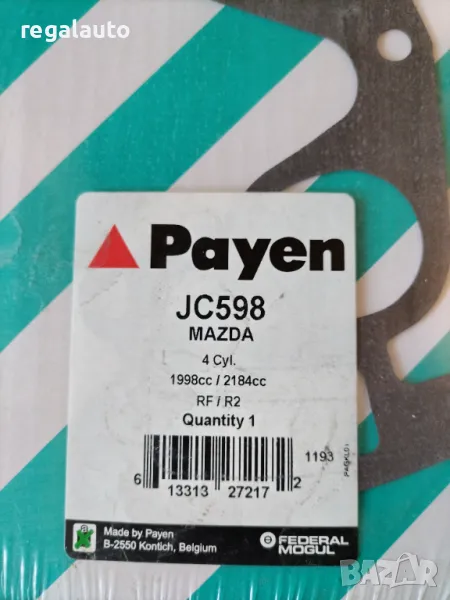 regalauto
Payen
JC598
MAZDA
4 Cyl.
1998cc / 2184cc
RF / R2
Quantity 1
1193
6 13313 27217 2
Made by Payen
B-2550 Kontich, Belgium
FEDERAL
MOGUL
BAZAR